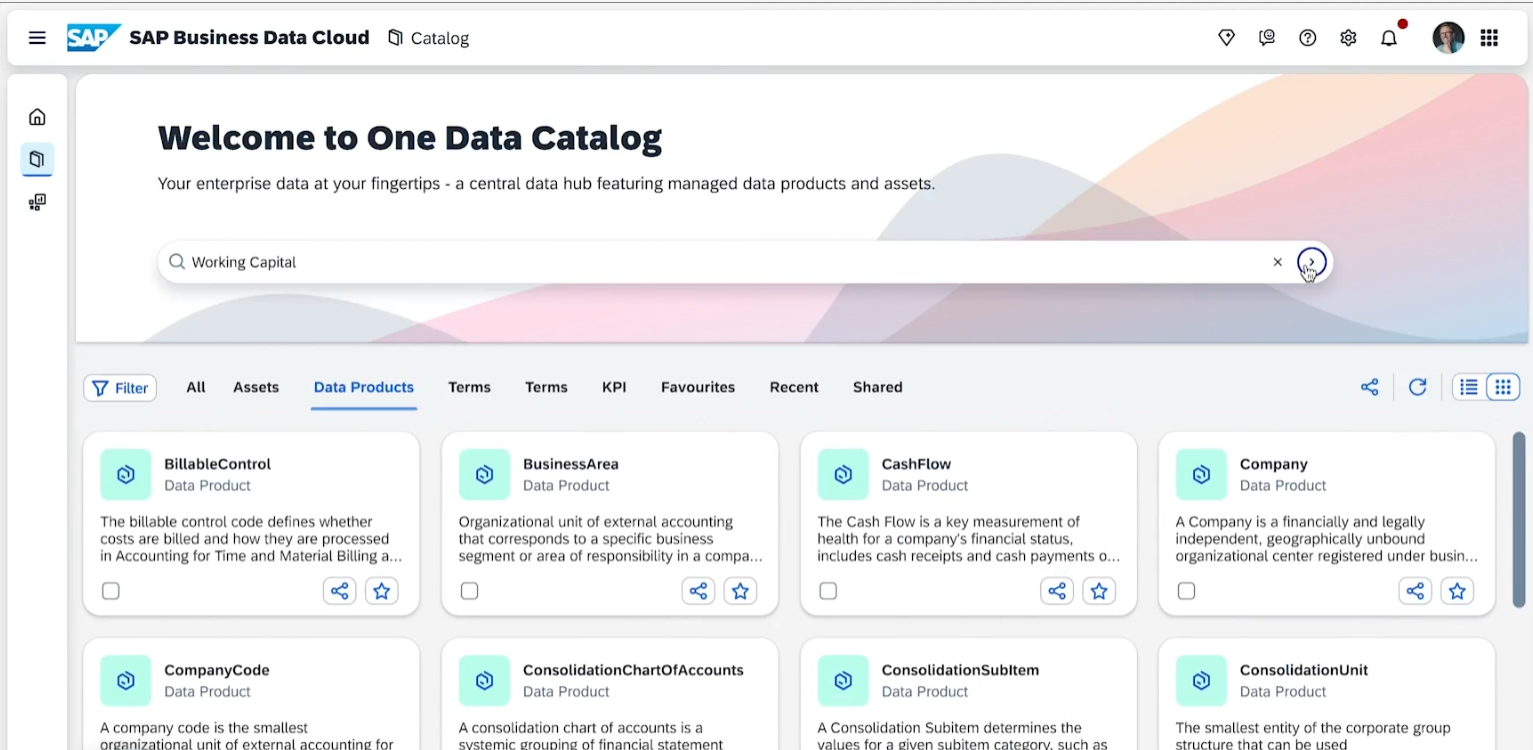 SAP SAP Business Data Cloud Catalog
Welcome to One Data Catalog
Your enterprise data at your fingertips - a central data hub featuring managed data products and assets.
Working Capital
Filter All Assets Data Products Terms Terms KPI Favourites Recent Shared
BillableControl
Data Product
The billable control code defines whether
costs are billed and how they are processed
in Accounting for Time and Material Billing a...
BusinessArea
Data Product
Organizational unit of external accounting
that corresponds to a specific business
segment or area of responsibility in a compa...
CashFlow
Data Product
The Cash Flow is a key measurement of
health for a company's financial status,
includes cash receipts and cash payments o...
Company
Data Product
A Company is a financially and legally
independent, geographically unbound
organizational center registered under busin...
CompanyCode
Data Product
A company code is the smallest
organizational unit of external accounting for
ConsolidationChartOfAccounts
Data Product
A consolidation chart of accounts is a
systemic grouping of financial statement
ConsolidationSubItem
Data Product
A Consolidation Subitem determines the
values for a given subitem category, such as
ConsolidationUnit
Data Product
The smallest entity of the corporate group
structure that can be used